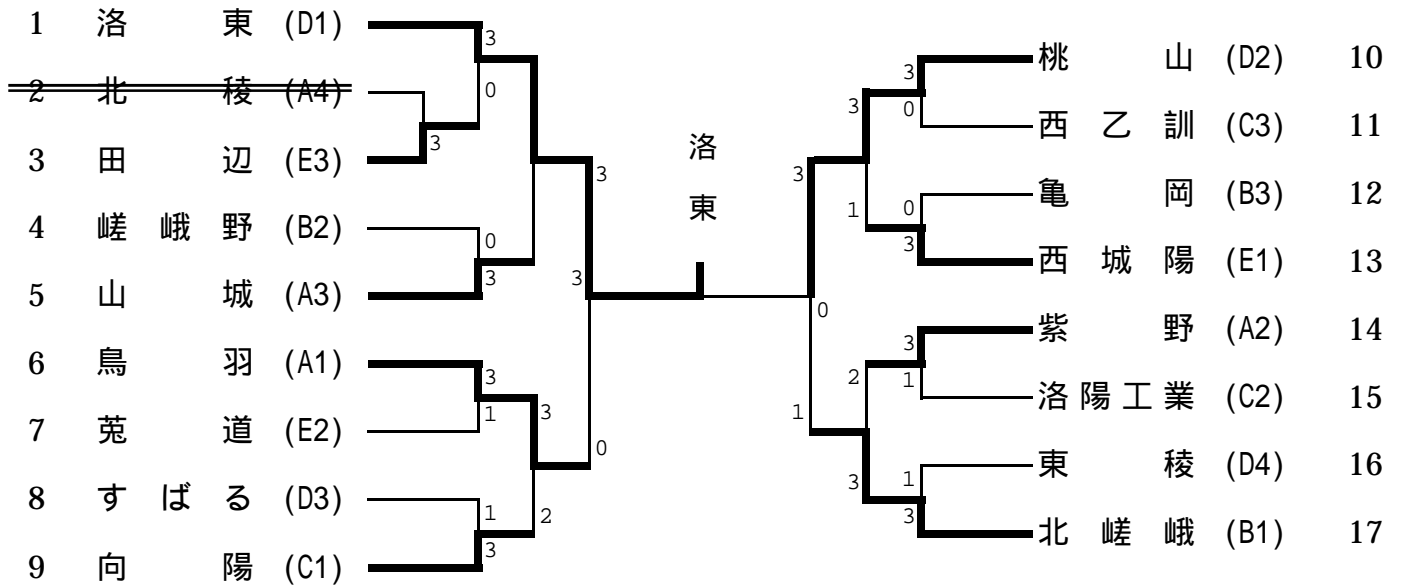 1 洛東 (D1)
3
2 北稜 (A4)
0
3
3 田辺 (E3)
3
4 嵯峨野 (B2)
0
3
3
5 山城 (A3)
6 鳥羽 (A1)
3
1
3
7 莵道 (E2)
0
8 すばる (D3)
1
2
3
9 向陽 (C1)
洛東
桃山 (D2) 10
3
0
3
西乙訓 (C3) 11
3
亀岡 (B3) 12
0
1
3
西城陽 (E1) 13
0
紫野 (A2) 14
3
1
2
洛陽工業 (C2) 15
1
東稜 (D4) 16
1
3
3
北嵯峨 (B1) 17